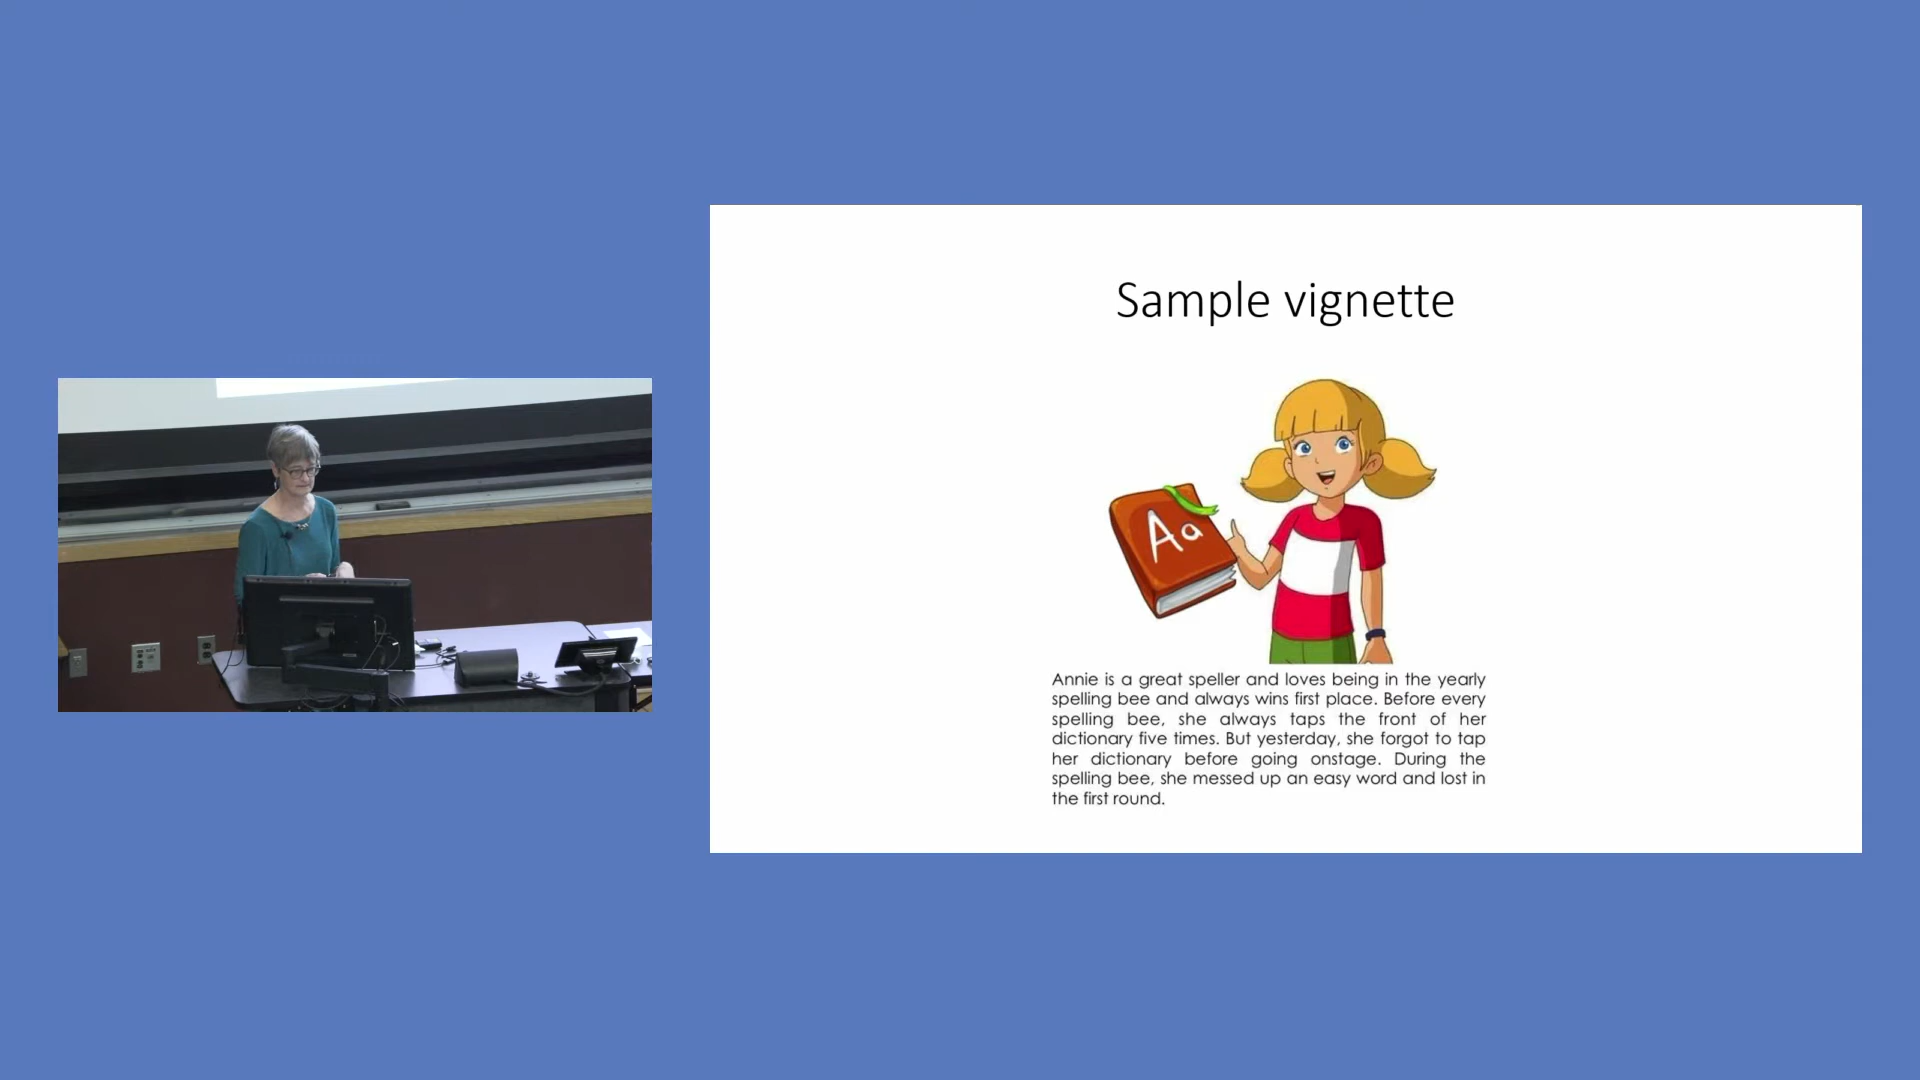 Sample vignette
Aa
Annie is a great speller and loves being in the yearly
spelling bee and always wins first place. Before every
spelling bee, she always taps the front of her
dictionary five times. But yesterday, she forgot to tap
her dictionary before going onstage. During the
spelling bee, she messed up an easy word and lost in
the first round.